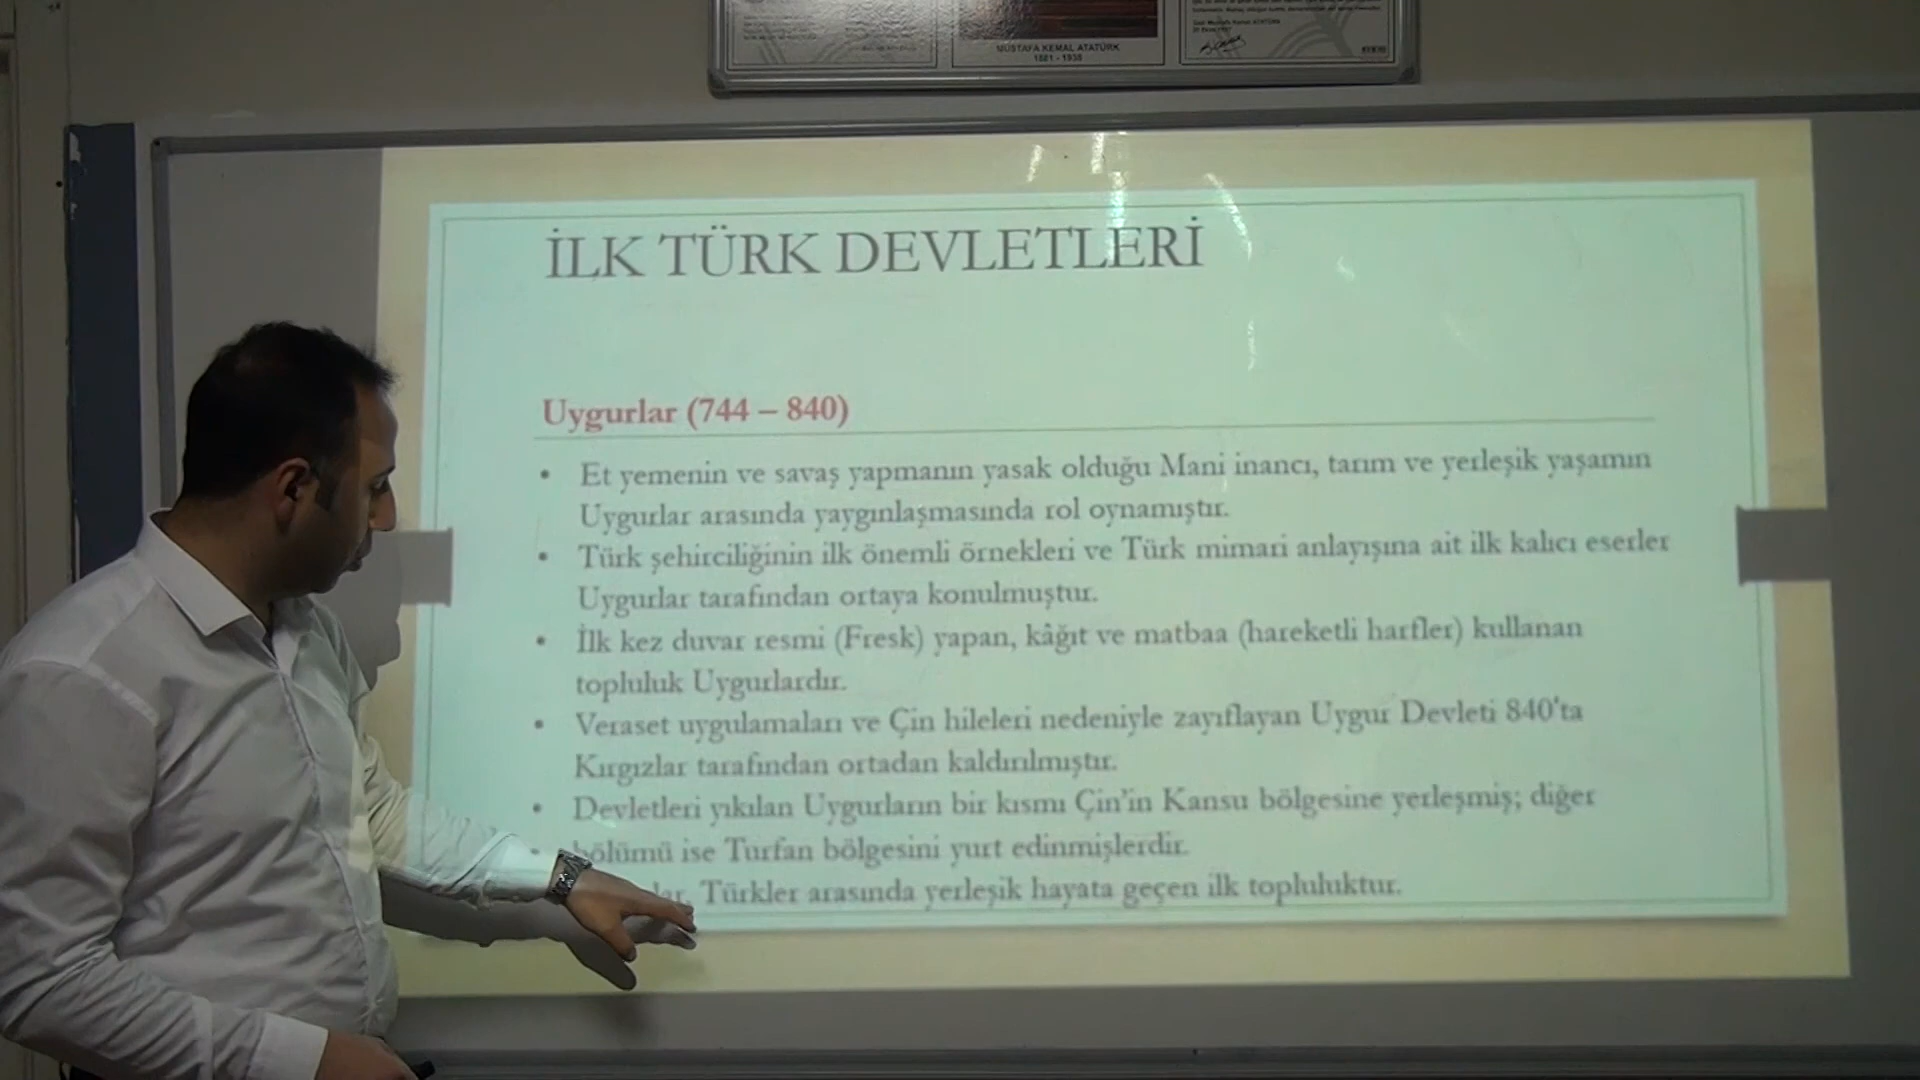 MUSTAFA KEMAL ATATÜRK
1881 - 1938
İLK TÜRK DEVLETLERİ
Uygurlar (744 – 840)
• Et yemenin ve savaş yapmanın yasak olduğu Mani inancı, tarım ve yerleşik yaşamın
Uygurlar arasında yaygınlaşmasında rol oynamıştır.
• Türk şehirciliğinin ilk önemli örnekleri ve Türk mimari anlayışına ait ilk kalıcı eserler
Uygurlar tarafından ortaya konulmuştur.
• İlk kez duvar resmi (Fresk) yapan, kâğıt ve matbaa (hareketli harfler) kullanan
topluluk Uygurlardır.
• Veraset uygulamaları ve Çin hileleri nedeniyle zayıflayan Uygur Devleti 840'ta
Kırgızlar tarafından ortadan kaldırılmıştır.
• Devletleri yıkılan Uygurların bir kısmı Çin'in Kansu bölgesine yerleşmiş; diğer
• bölümü ise Turfan bölgesini yurt edinmişlerdir.
Türkler arasında yerleşik hayata geçen ilk topluluktur.